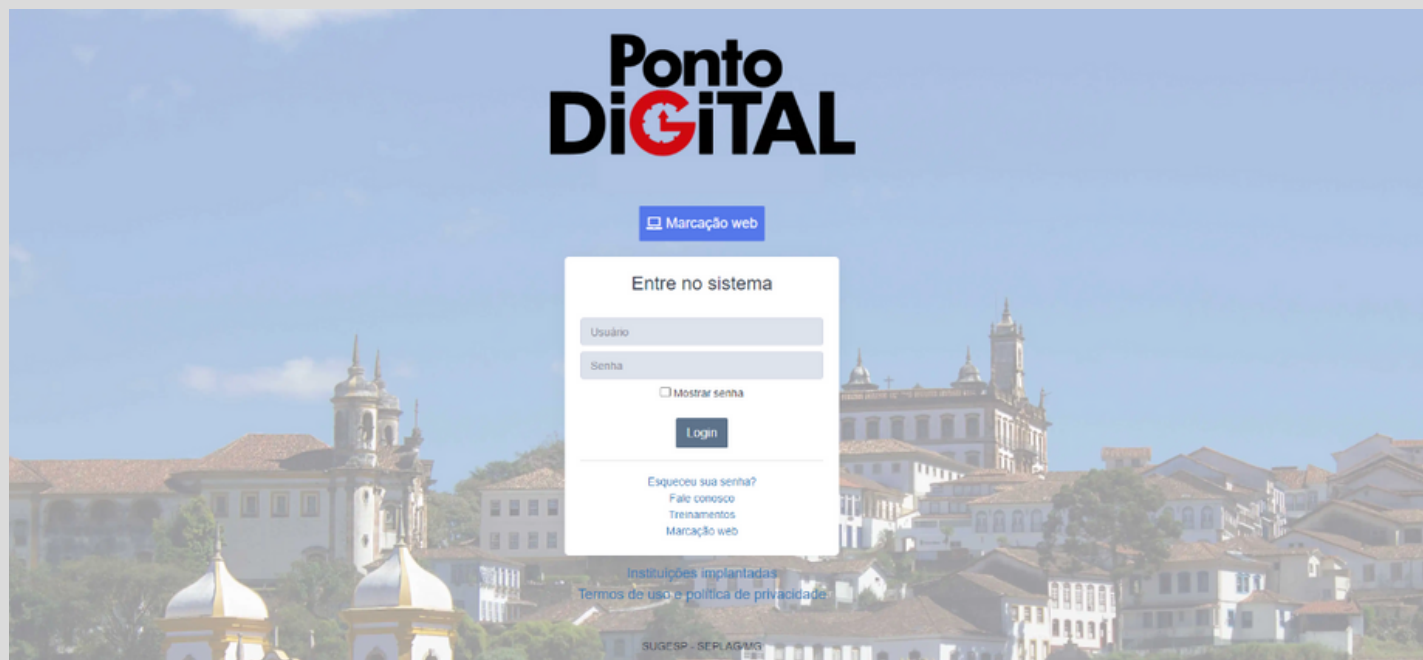 Ponto
DiGiTAL
Marcação web
Entre no sistema
Usuário
Senha
Mostrar senha
Login
Esqueceu sua senha?
Fale conosco
Treinamentos
Marcação web
Instituições implantadas
Termos de uso e política de privacidade
SUGESP - SEPLAG/MG